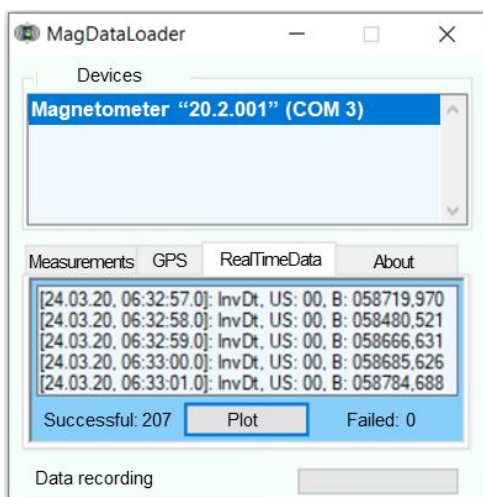 MagDataLoader
Devices
Magnetometer “20.2.001” (COM 3)
Measurements GPS RealTimeData About
[24.03.20, 06:32:57.0]: InvDt, US: 00, B: 058719,970
[24.03.20, 06:32:58.0]: InvDt, US: 00, B: 058480,521
[24.03.20, 06:32:59.0]: InvDt, US: 00, B: 058666,631
[24.03.20, 06:33:00.0]: InvDt, US: 00, B: 058685,626
[24.03.20, 06:33:01.0]: InvDt, US: 00, B: 058784,688
Successful: 207 Plot Failed: 0
Data recording